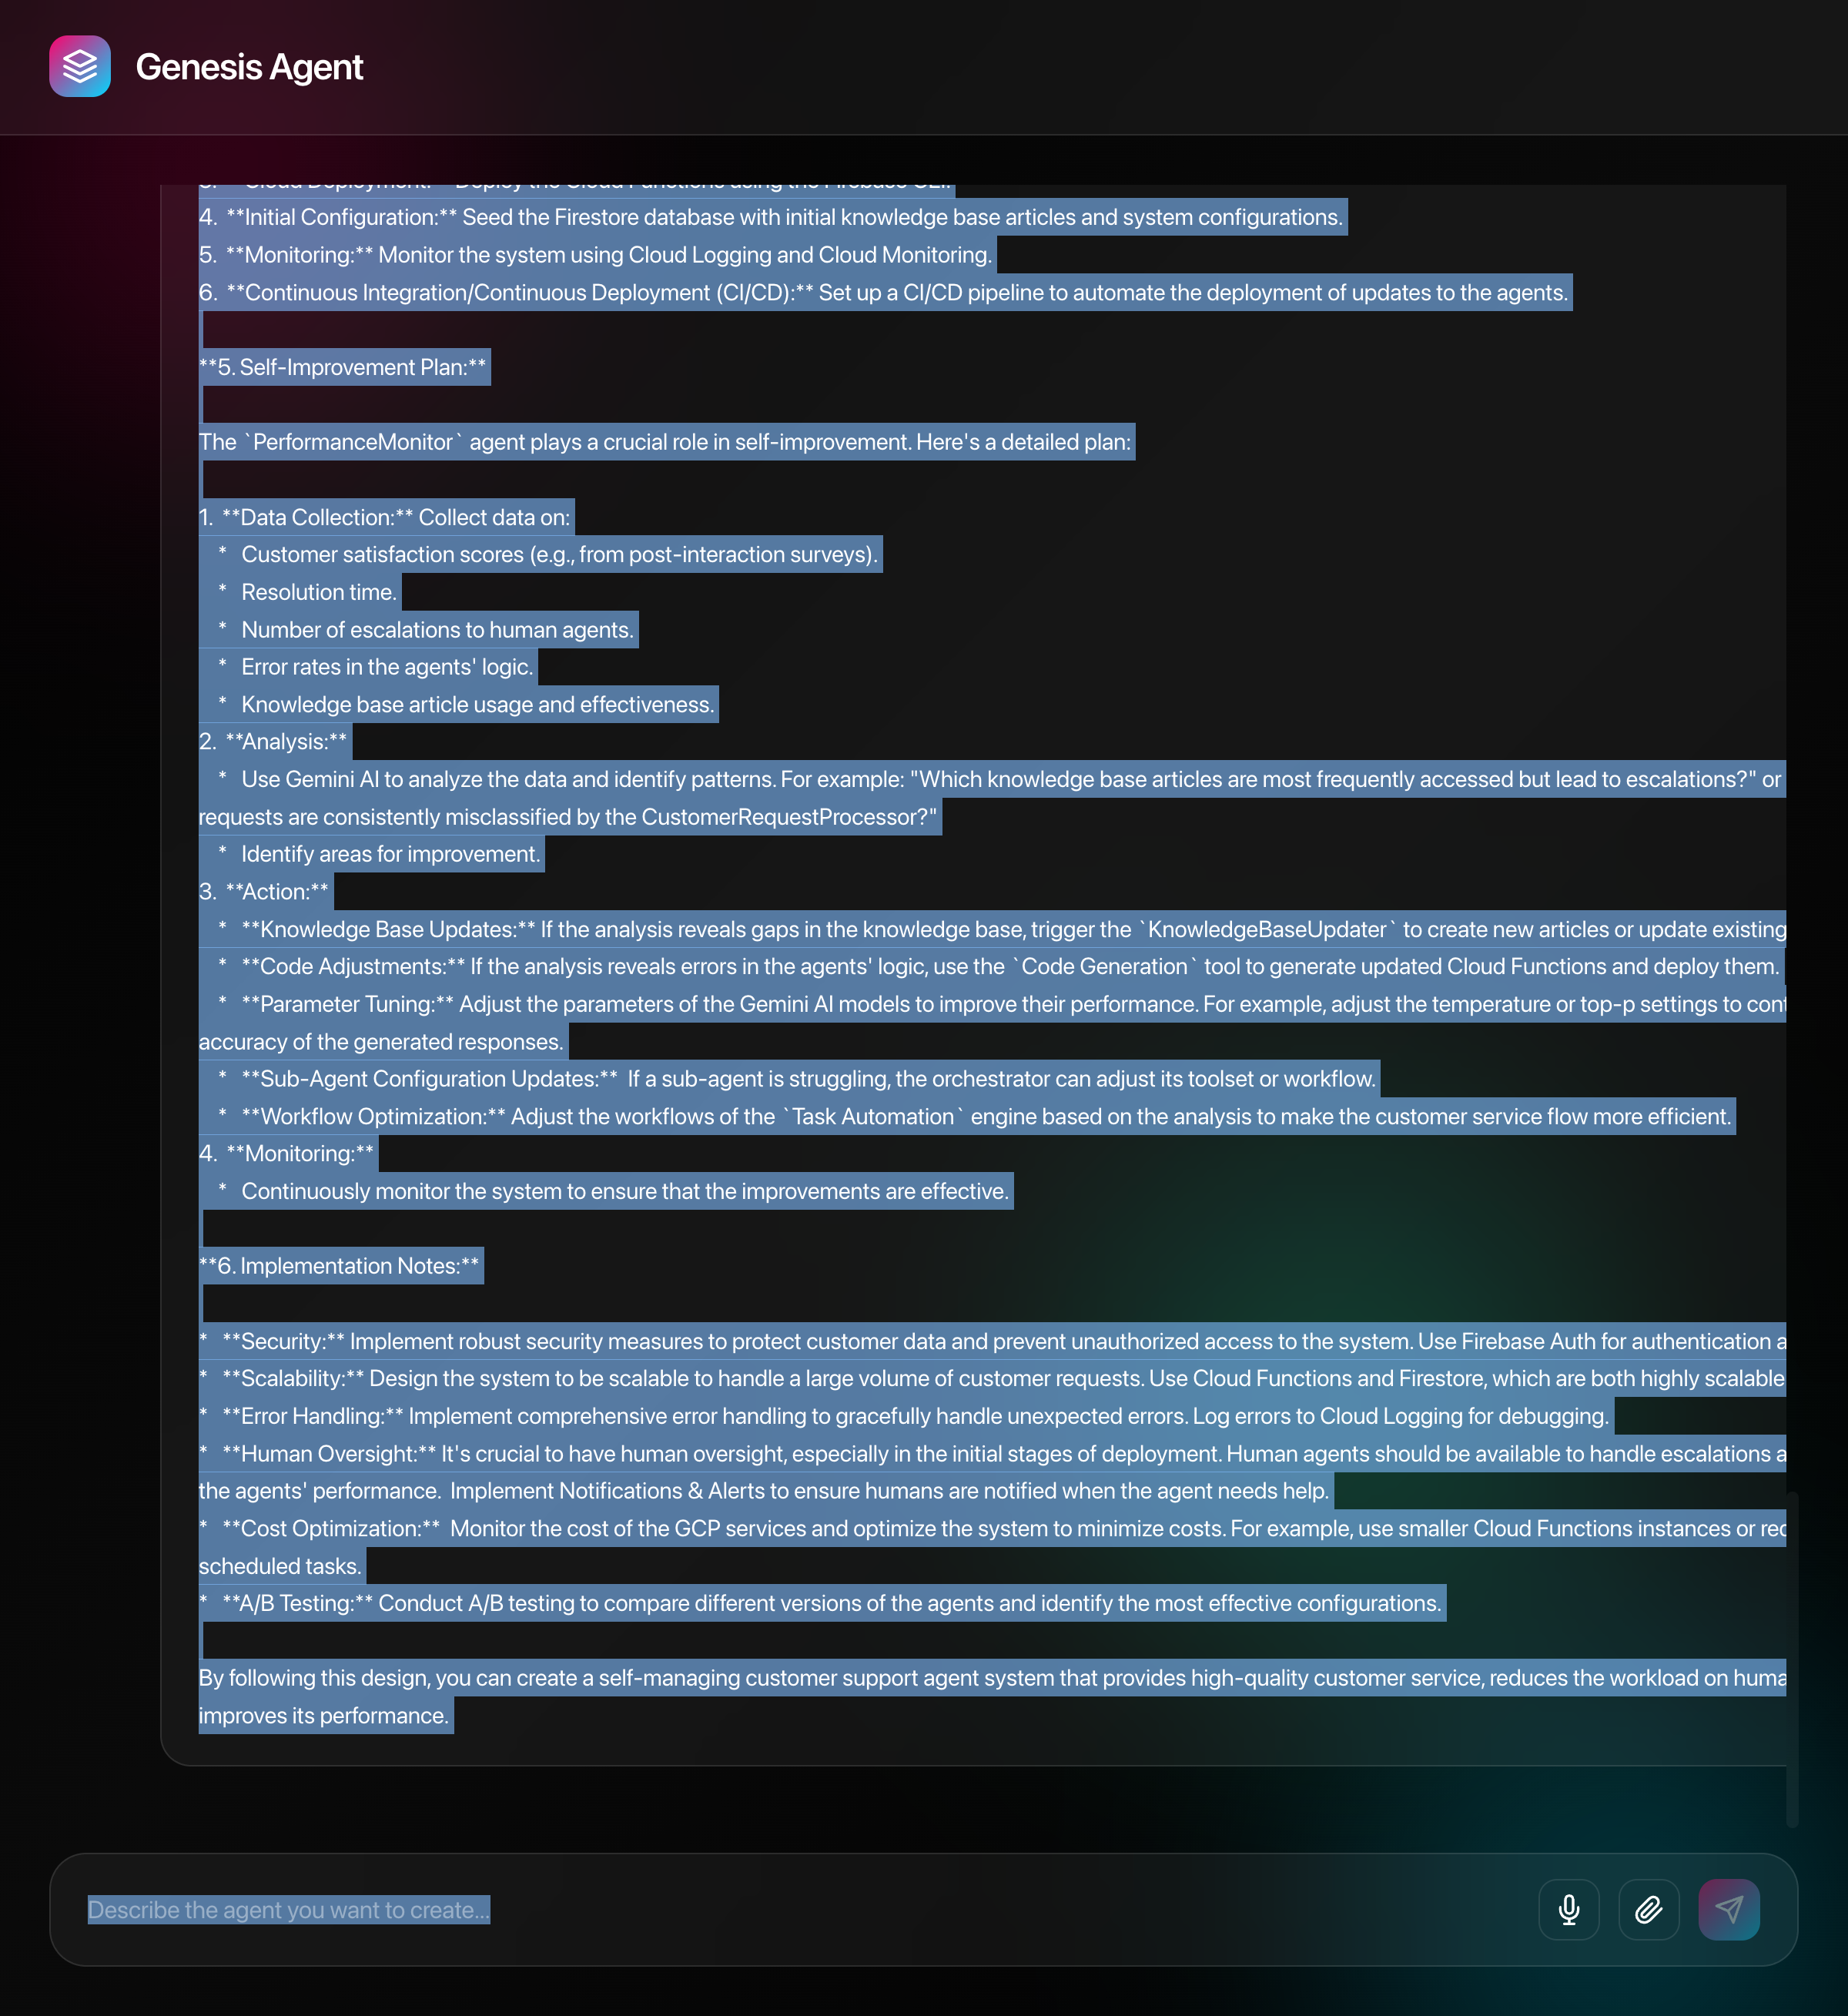 Genesis Agent
3. **Cloud Deployment:** Deploy the Cloud Functions using the Firebase CLI.
4. **Initial Configuration:** Seed the Firestore database with initial knowledge base articles and system configurations.
5. **Monitoring:** Monitor the system using Cloud Logging and Cloud Monitoring.
6. **Continuous Integration/Continuous Deployment (CI/CD):** Set up a CI/CD pipeline to automate the deployment of updates to the agents.
**5. Self-Improvement Plan:**
The `PerformanceMonitor` agent plays a crucial role in self-improvement. Here's a detailed plan:
1. **Data Collection:** Collect data on:
* Customer satisfaction scores (e.g., from post-interaction surveys).
* Resolution time.
* Number of escalations to human agents.
* Error rates in the agents' logic.
* Knowledge base article usage and effectiveness.
2. **Analysis:**
* Use Gemini AI to analyze the data and identify patterns. For example: "Which knowledge base articles are most frequently accessed but lead to escalations?" or
requests are consistently misclassified by the CustomerRequestProcessor?"
* Identify areas for improvement.
3. **Action:**
* **Knowledge Base Updates:** If the analysis reveals gaps in the knowledge base, trigger the `KnowledgeBaseUpdater` to create new articles or update existing
* **Code Adjustments:** If the analysis reveals errors in the agents' logic, use the `Code Generation` tool to generate updated Cloud Functions and deploy them.
* **Parameter Tuning:** Adjust the parameters of the Gemini AI models to improve their performance. For example, adjust the temperature or top-p settings to
accuracy of the generated responses.
* **Sub-Agent Configuration Updates:** If a sub-agent is struggling, the orchestrator can adjust its toolset or workflow.
* **Workflow Optimization:** Adjust the workflows of the `Task Automation` engine based on the analysis to make the customer service flow more efficient.
4. **Monitoring:**
* Continuously monitor the system to ensure that the improvements are effective.
**6. Implementation Notes:**
* **Security:** Implement robust security measures to protect customer data and prevent unauthorized access to the system. Use Firebase Auth for authentication
* **Scalability:** Design the system to be scalable to handle a large volume of customer requests. Use Cloud Functions and Firestore, which are both highly scalable
* **Error Handling:** Implement comprehensive error handling to gracefully handle unexpected errors. Log errors to Cloud Logging for debugging.
* **Human Oversight:** It's crucial to have human oversight, especially in the initial stages of deployment. Human agents should be available to handle escalations
the agents' performance. Implement Notifications & Alerts to ensure humans are notified when the agent needs help.
* **Cost Optimization:** Monitor the cost of the GCP services and optimize the system to minimize costs. For example, use smaller Cloud Functions instances or
scheduled tasks.
* **A/B Testing:** Conduct A/B testing to compare different versions of the agents and identify the most effective configurations.
By following this design, you can create a self-managing customer support agent system that provides high-quality customer service, reduces the workload on
improves its performance.
Describe the agent you want to create...